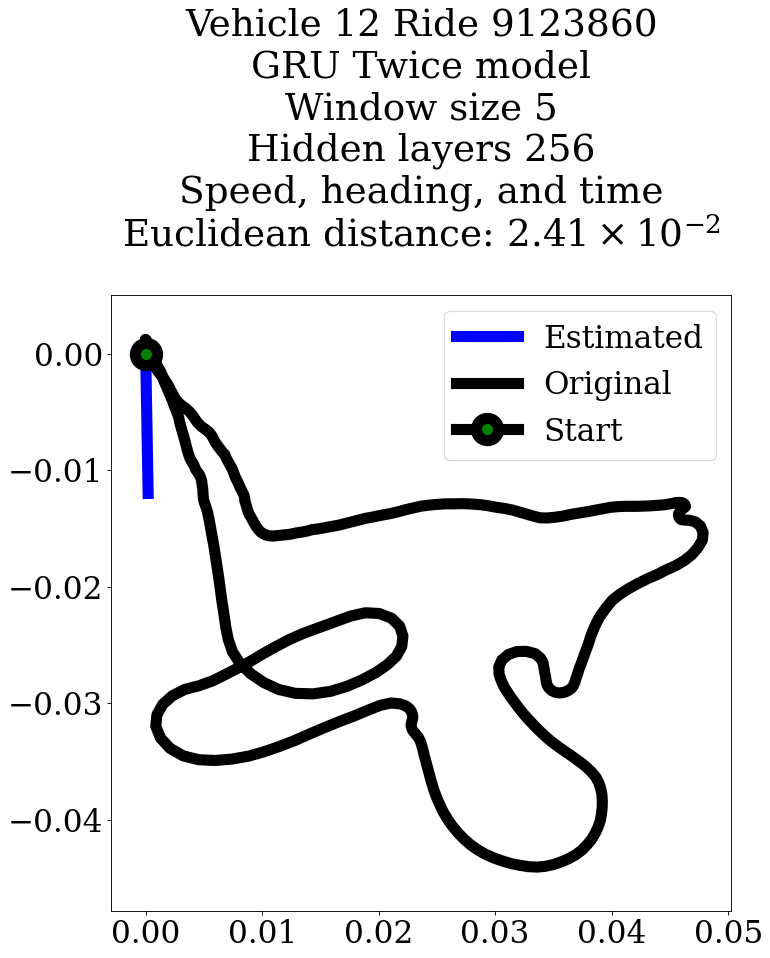 Vehicle 12 Ride 9123860
GRU Twice model
Window size 5
Hidden layers 256
Speed, heading, and time
Euclidean distance: 2.41 × 10⁻²
Estimated
Original
Start
0.00
−0.01
−0.02
−0.03
−0.04
0.00 0.01 0.02 0.03 0.04 0.05